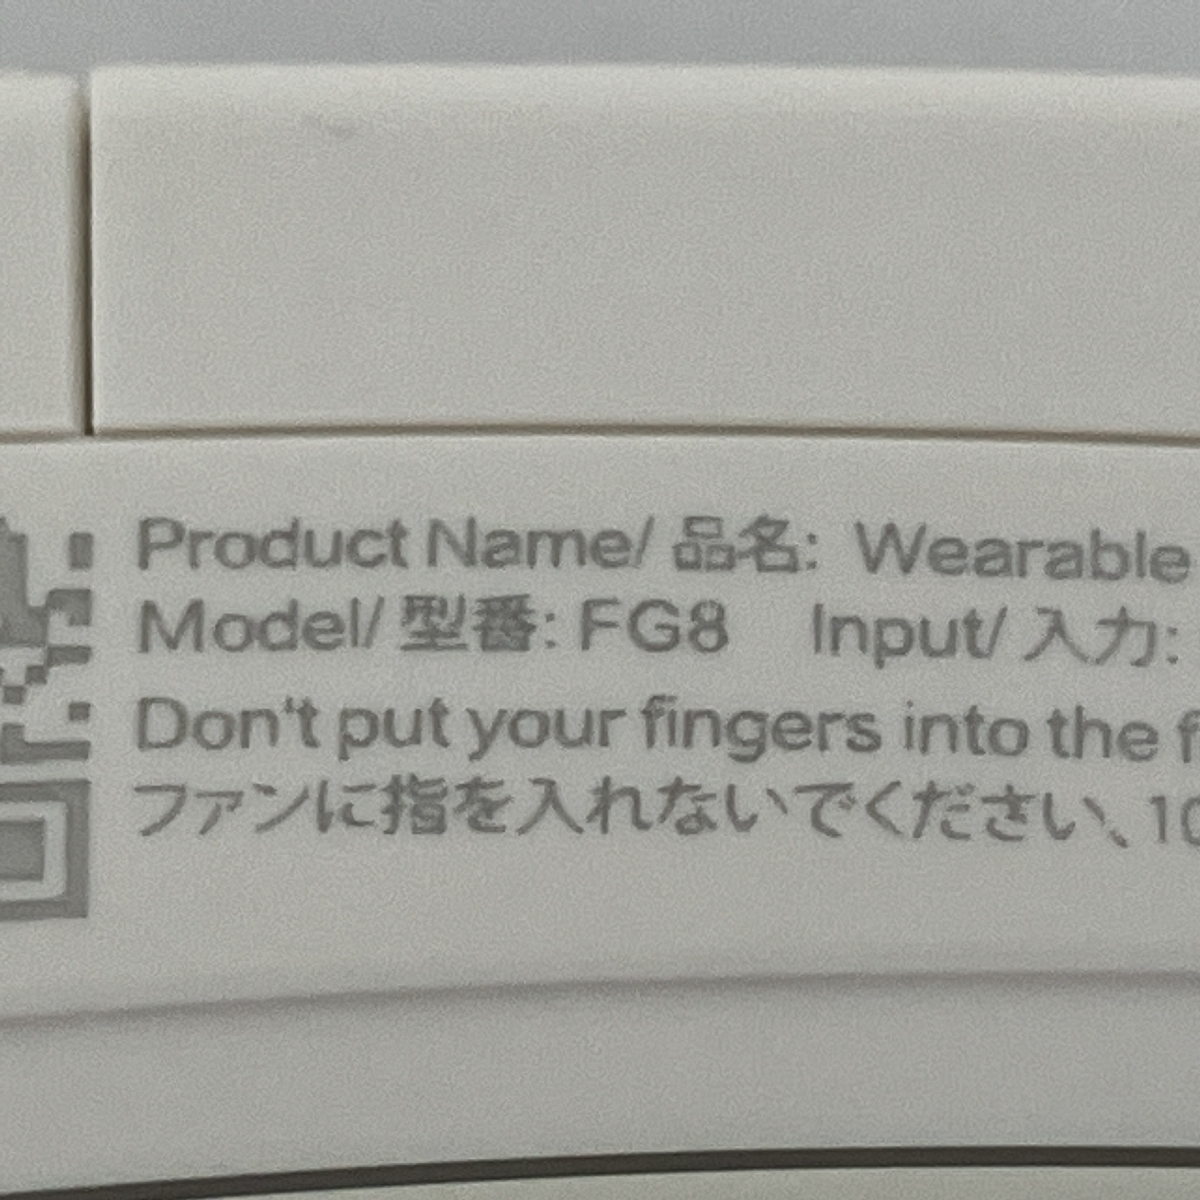 Product Name/ 品名: Wearable
Model/ 型番: FG8 Input/ 入力:
Don't put your fingers into the f
ファンに指を入れないでください、10